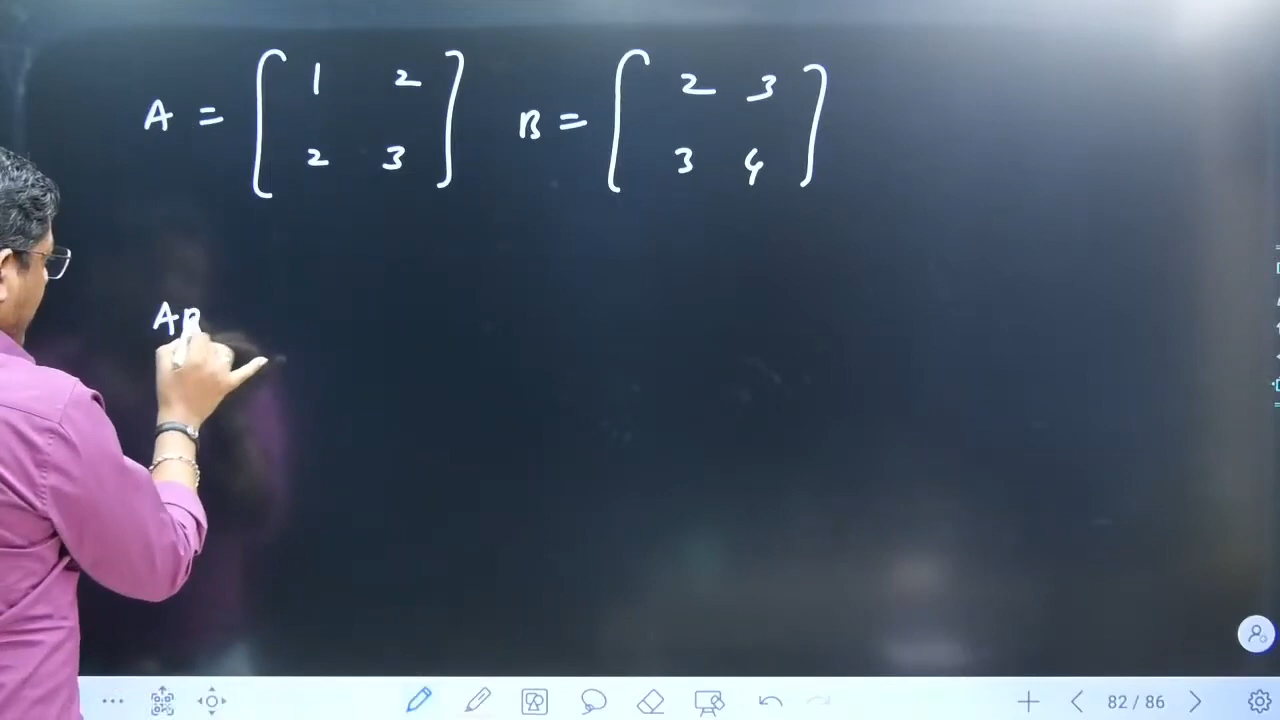 A = [ 1 2 B = [ 2 3
2 3 ] 3 4 ]
AB
82 / 86